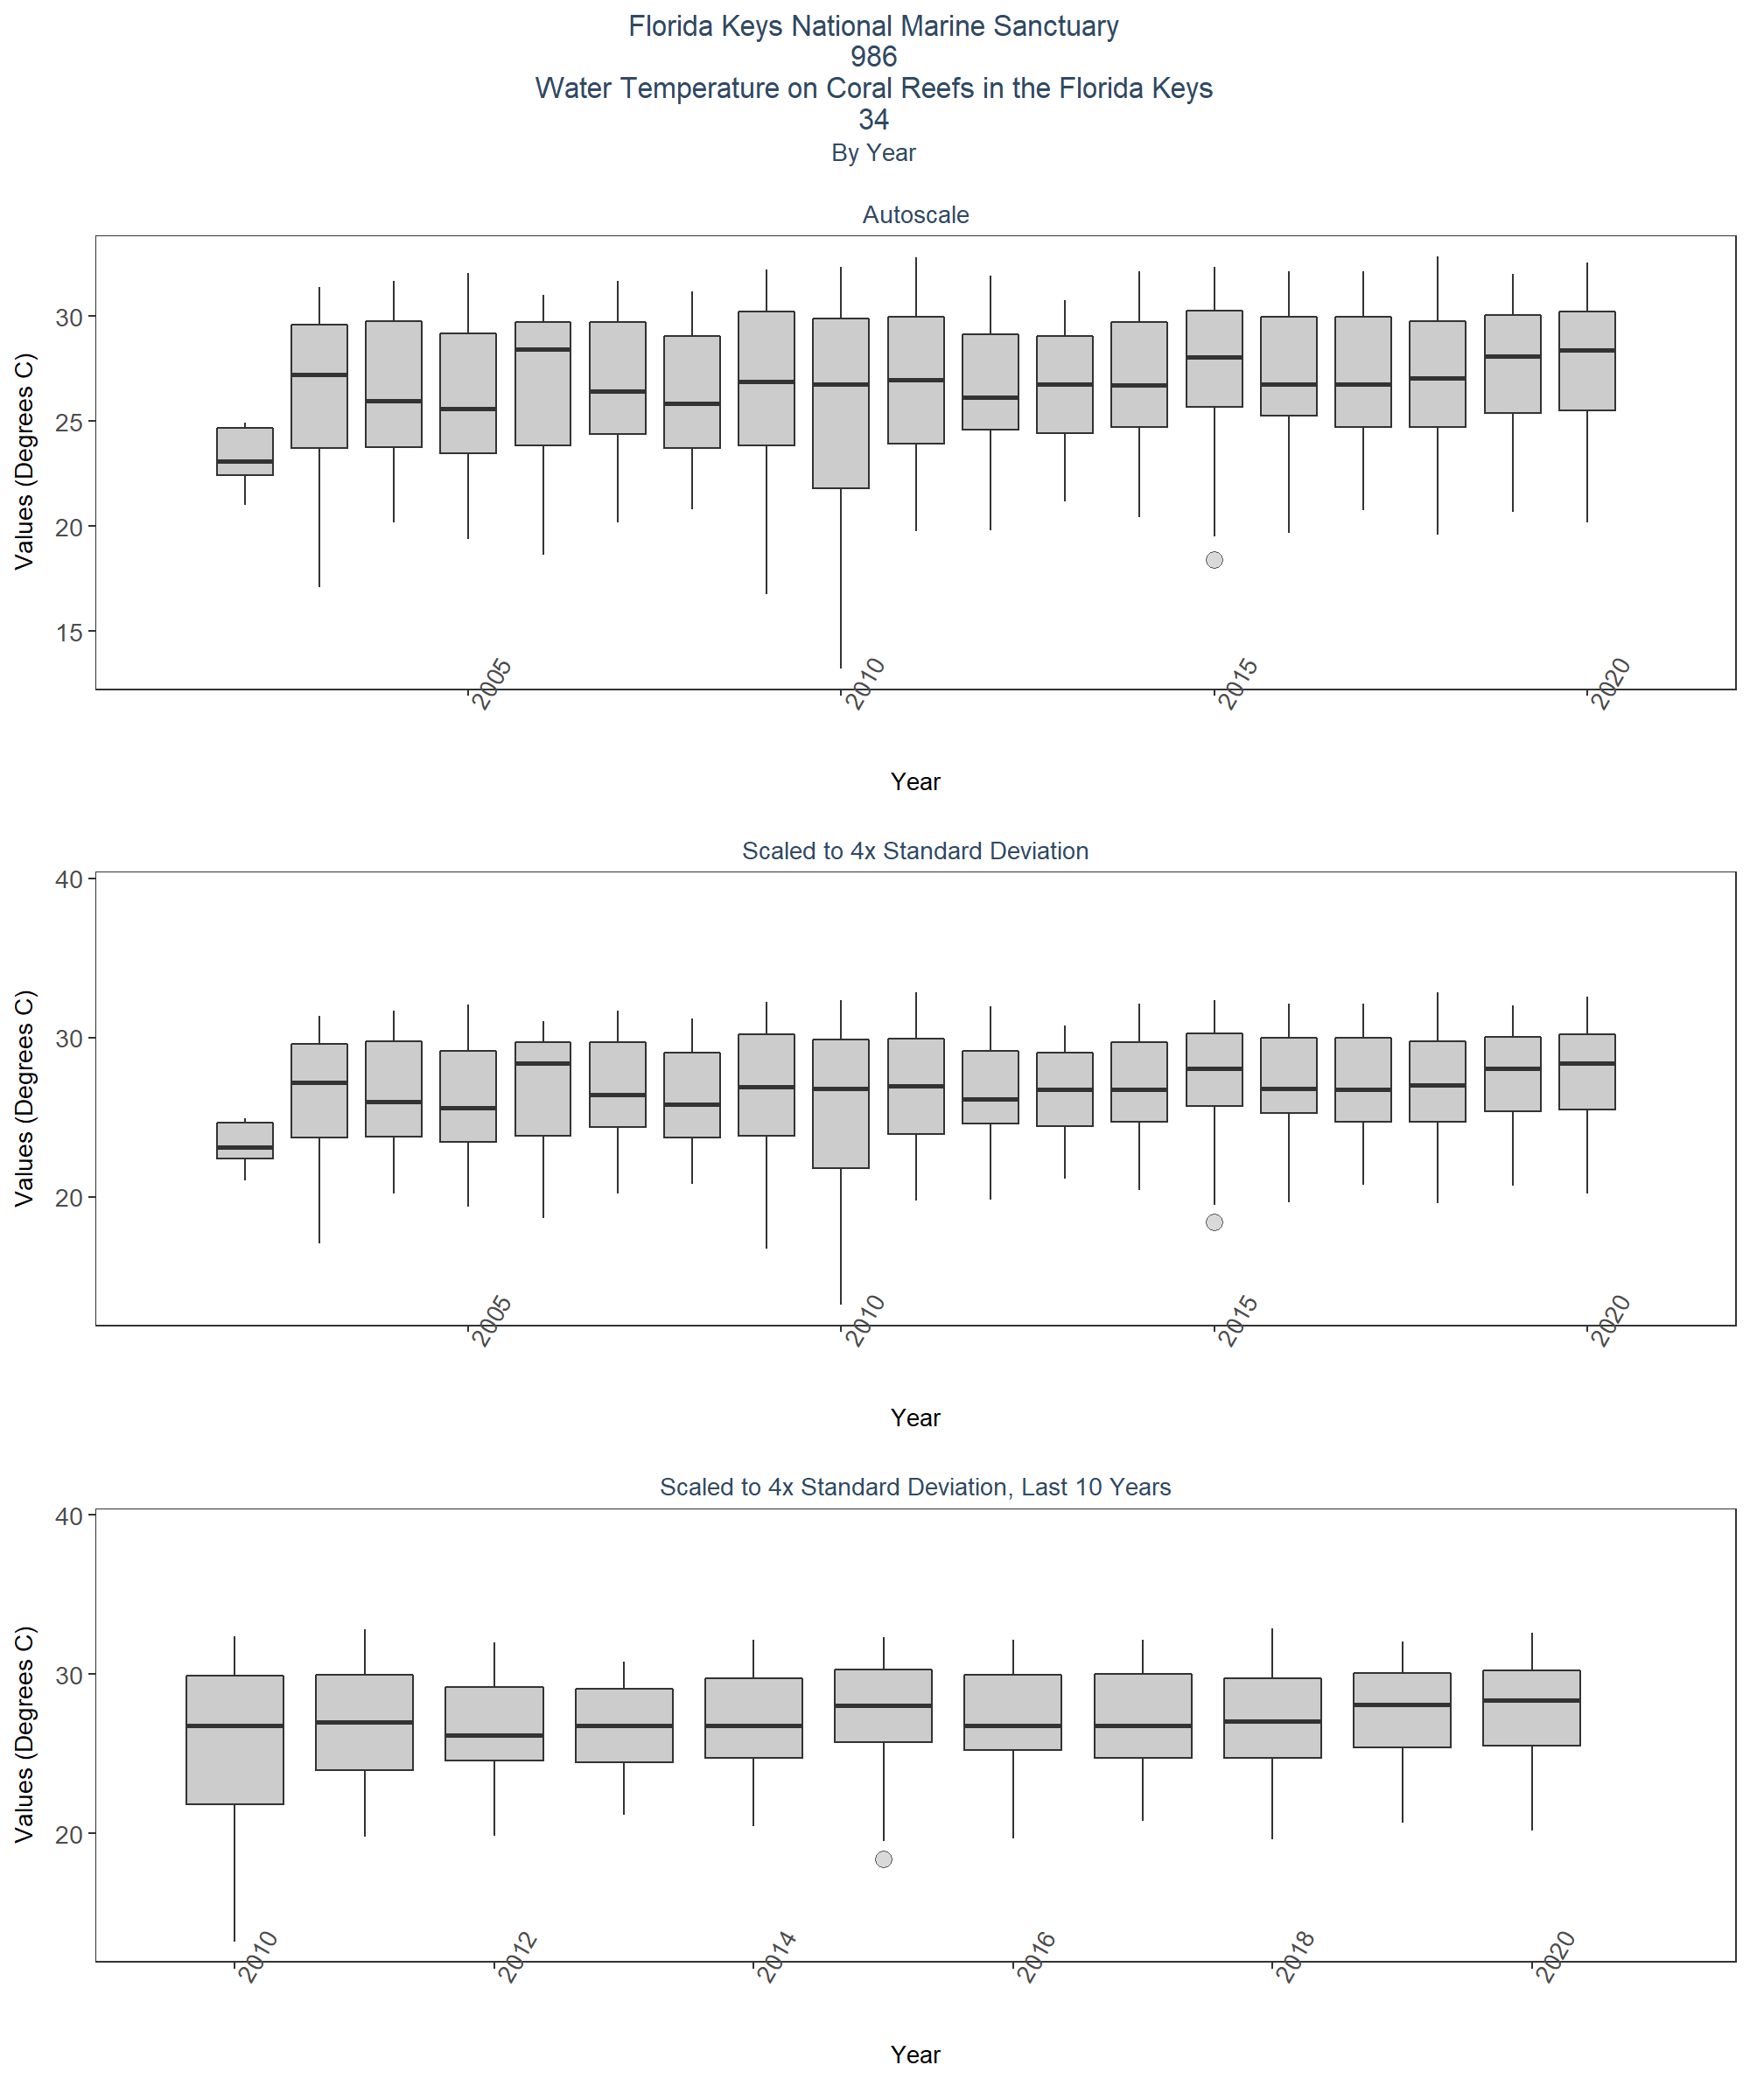 Florida Keys National Marine Sanctuary
986
Water Temperature on Coral Reefs in the Florida Keys
34
By Year
Autoscale
Values (Degrees C)
30
25
20
15
2005
2010
2015
2020
Year
Scaled to 4x Standard Deviation
Values (Degrees C)
40
30
20
2005
2010
2015
2020
Year
Scaled to 4x Standard Deviation, Last 10 Years
Values (Degrees C)
40
30
20
2010
2012
2014
2016
2018
2020
Year